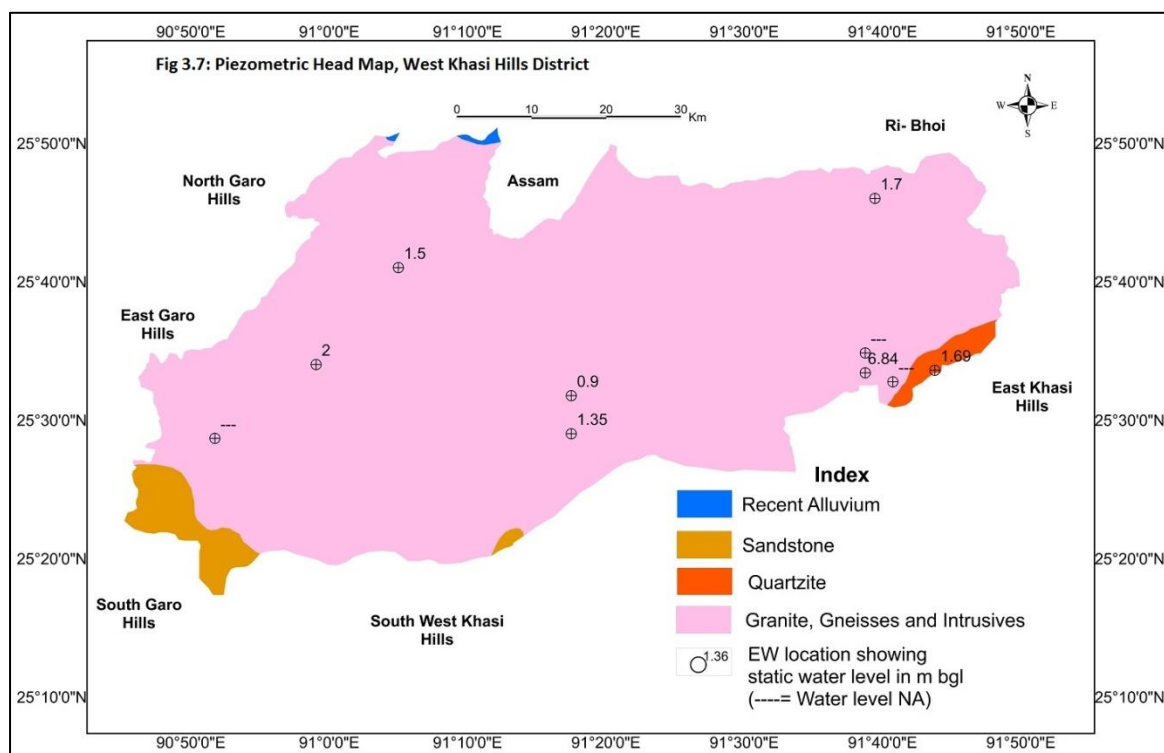 90°50'0"E 91°0'0"E 91°10'0"E 91°20'0"E 91°30'0"E 91°40'0"E 91°50'0"E
Fig 3.7: Piezometric Head Map, West Khasi Hills District
N
W E
S
0 10 20 30
Km
Ri- Bhoi
25°50'0"N 25°50'0"N
North Garo
Hills
Assam
1.7
1.5
25°40'0"N 25°40'0"N
East Garo
Hills
2
---
6.84
---
1.69
0.9
1.35
East Khasi
Hills
25°30'0"N 25°30'0"N
---
Index
Recent Alluvium
Sandstone
25°20'0"N 25°20'0"N
Quartzite
South Garo
Hills
South West Khasi
Hills
Granite, Gneisses and Intrusives
1.36
EW location showing
static water level in m bgl
(----= Water level NA)
25°10'0"N 25°10'0"N
90°50'0"E 91°0'0"E 91°10'0"E 91°20'0"E 91°30'0"E 91°40'0"E 91°50'0"E